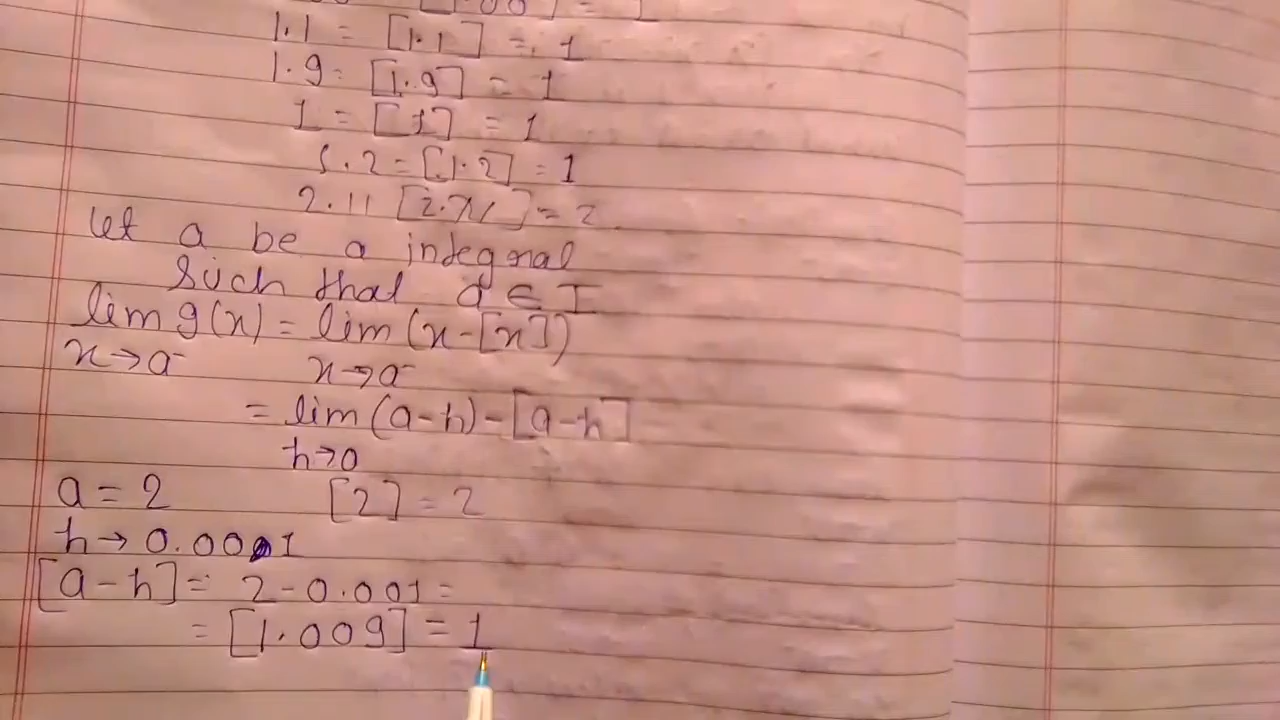 1.1 = [1.1] = 1
1.9 = [1.9] = 1
1 = [1] = 1
1.2 = [1.2] = 1
2.11 [2.11] = 2
let a be a integral
Such that a ∈ I
lim g(x) = lim (x-[x])
x→a⁻ x→a⁻
= lim (a-h) - [a-h]
h→0
a = 2 [2] = 2
h → 0.001
[a-h] = 2-0.001 =
= [1.009] = 1